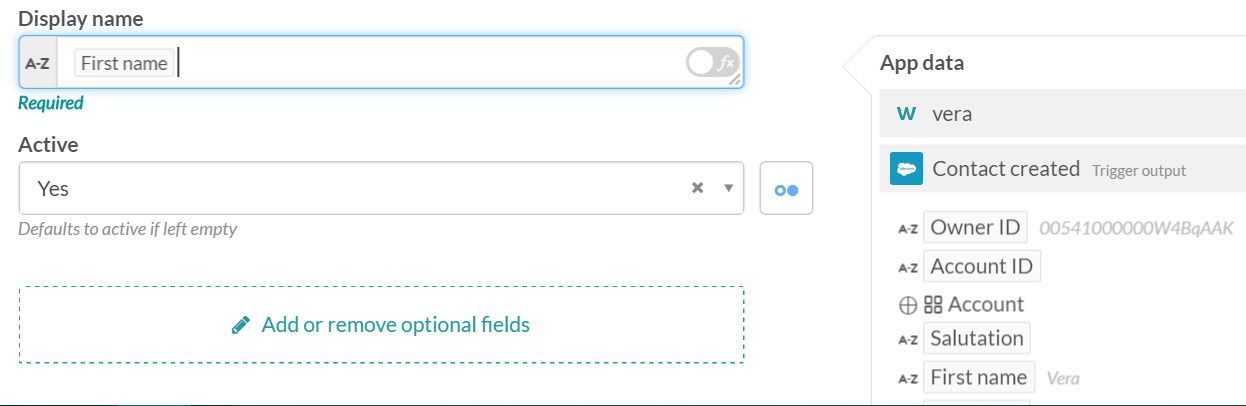 Display name
A-Z First name fx
Required
Active
Yes
Defaults to active if left empty
Add or remove optional fields
App data
W vera
Contact created Trigger output
A-Z Owner ID 00541000000W4BqAAK
A-Z Account ID
Account
A-Z Salutation
A-Z First name Vera